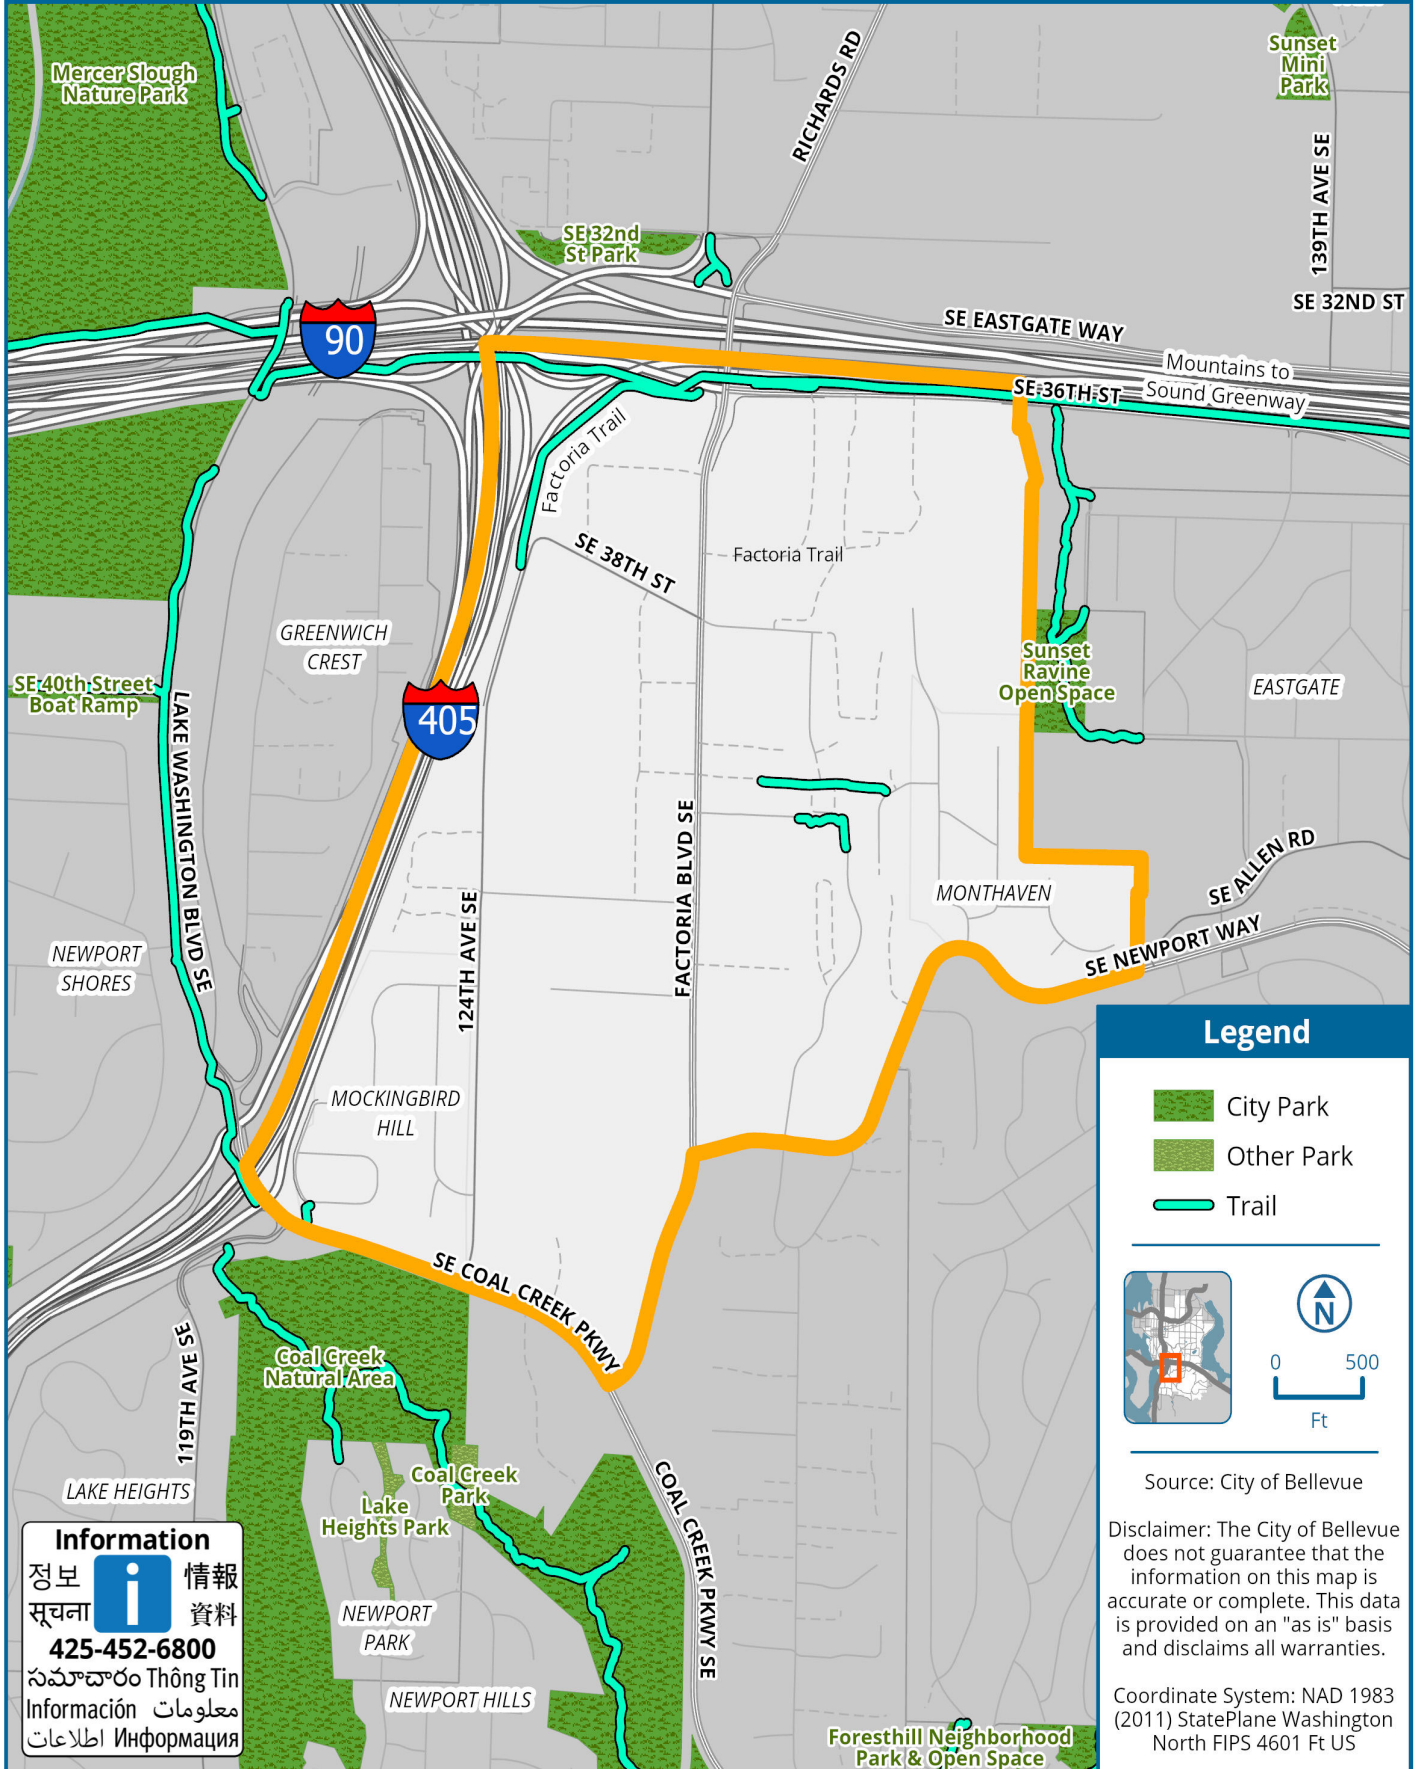 Mercer Slough
Nature Park
RICHARDS RD
Sunset
Mini
Park
139TH AVE SE
SE 32nd
St Park
SE 32ND ST
90
SE EASTGATE WAY
Mountains to
Sound Greenway
SE 36TH ST
Factoria Trail
SE 38TH ST
Factoria Trail
GREENWICH
CREST
SE 40th Street
Boat Ramp
LAKE WASHINGTON BLVD SE
405
Sunset
Ravine
Open Space
EASTGATE
FACTORIA BLVD SE
124TH AVE SE
MONTHAVEN
SE ALLEN RD
SE NEWPORT WAY
NEWPORT
SHORES
MOCKINGBIRD
HILL
SE COAL CREEK PKWY
119TH AVE SE
Coal Creek
Natural Area
LAKE HEIGHTS
Coal Creek
Park
Lake
Heights Park
COAL CREEK PKWY SE
NEWPORT
PARK
NEWPORT HILLS
Foresthill Neighborhood
Park & Open Space
Information
정보
情報
सूचना
資料
i
425-452-6800
సమాచారం Thông Tin
Información معلومات
اطلاعات Информация
Legend
City Park
Other Park
Trail
N
0 500
Ft
Source: City of Bellevue
Disclaimer: The City of Bellevue
does not guarantee that the
information on this map is
accurate or complete. This data
is provided on an "as is" basis
and disclaims all warranties.
Coordinate System: NAD 1983
(2011) StatePlane Washington
North FIPS 4601 Ft US